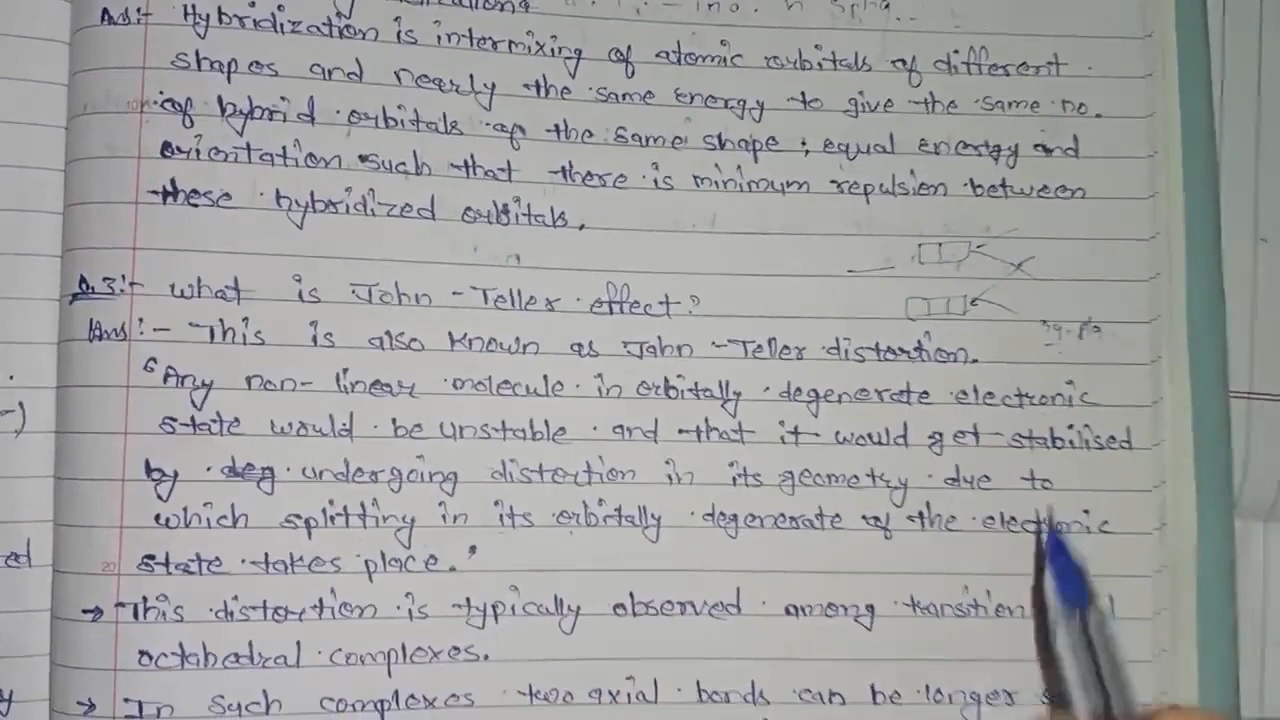 Ans:- Hybridization is intermixing of atomic orbitals of different
shapes and nearly the same energy to give the same no.
of hybrid orbitals of the same shape, equal energy and
orientation such that there is minimum repulsion between
these hybridized orbitals.
Q.3:- What is John-Teller effect?
Ans:- This is also known as John-Teller distortion.
"Any non-linear molecule in orbitally degenerate electronic
state would be unstable and that it would get stabilised
by deg undergoing distortion in its geometry due to
which splitting in its orbitally degenerate of the electronic
ed
20 state takes place."
→ This distortion is typically observed among transition
octahedral complexes.
→ In such complexes two axial bonds can be longer